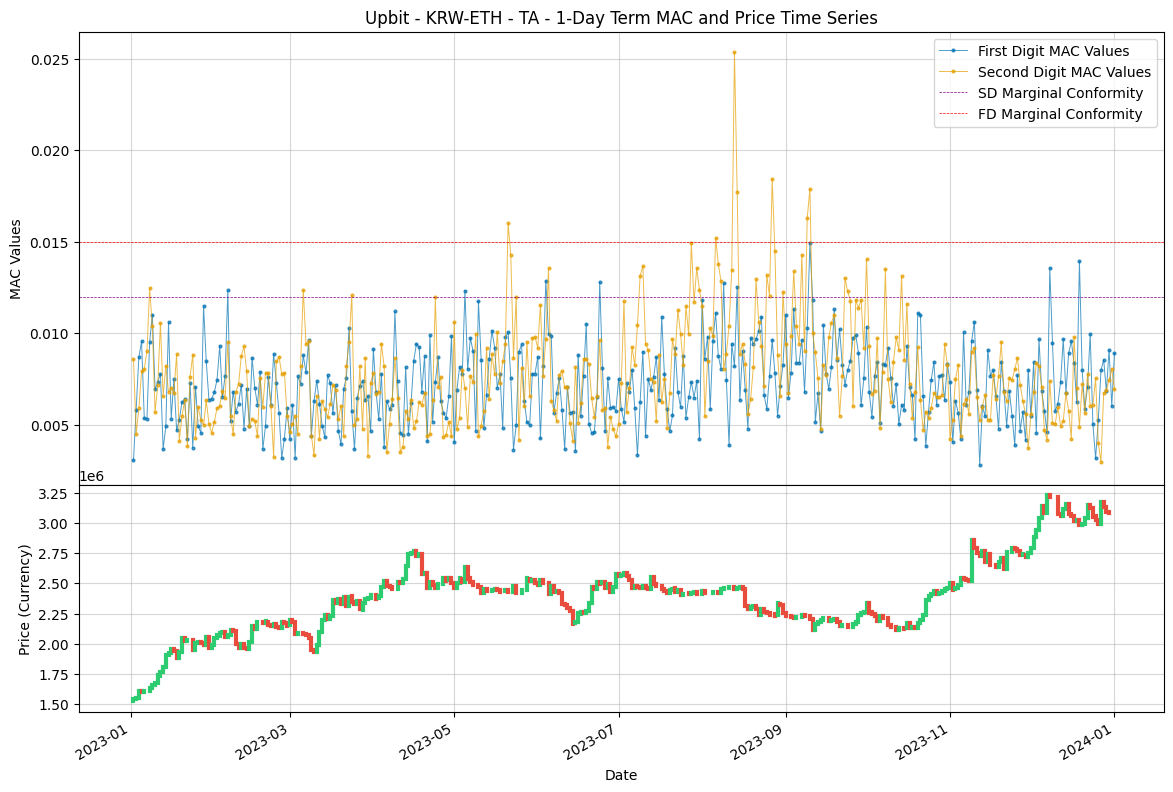 Upbit - KRW-ETH - TA - 1-Day Term MAC and Price Time Series
First Digit MAC Values
Second Digit MAC Values
SD Marginal Conformity
FD Marginal Conformity
MAC Values
0.025
0.020
0.015
0.010
0.005
1e6
Price (Currency)
3.25
3.00
2.75
2.50
2.25
2.00
1.75
1.50
2023-01
2023-03
2023-05
2023-07
2023-09
2023-11
2024-01
Date